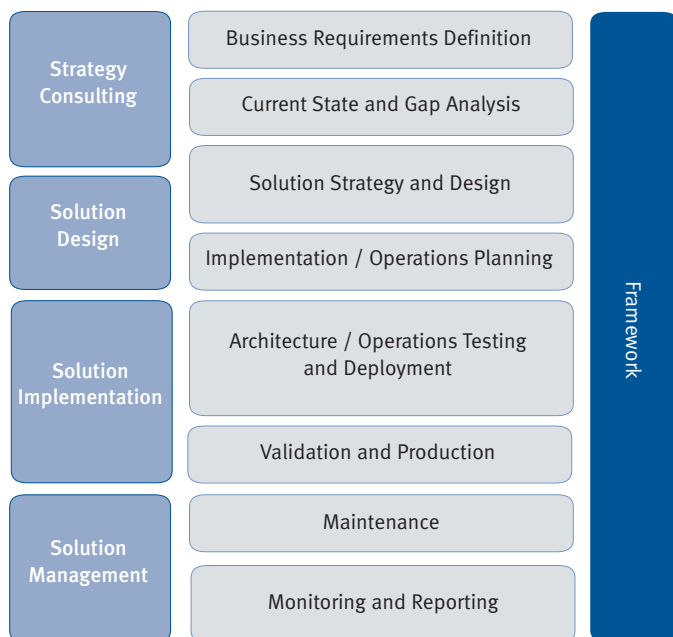 Strategy
Consulting
Business Requirements Definition
Current State and Gap Analysis
Solution
Design
Solution Strategy and Design
Implementation / Operations Planning
Solution
Implementation
Architecture / Operations Testing
and Deployment
Validation and Production
Solution
Management
Maintenance
Monitoring and Reporting
Framework